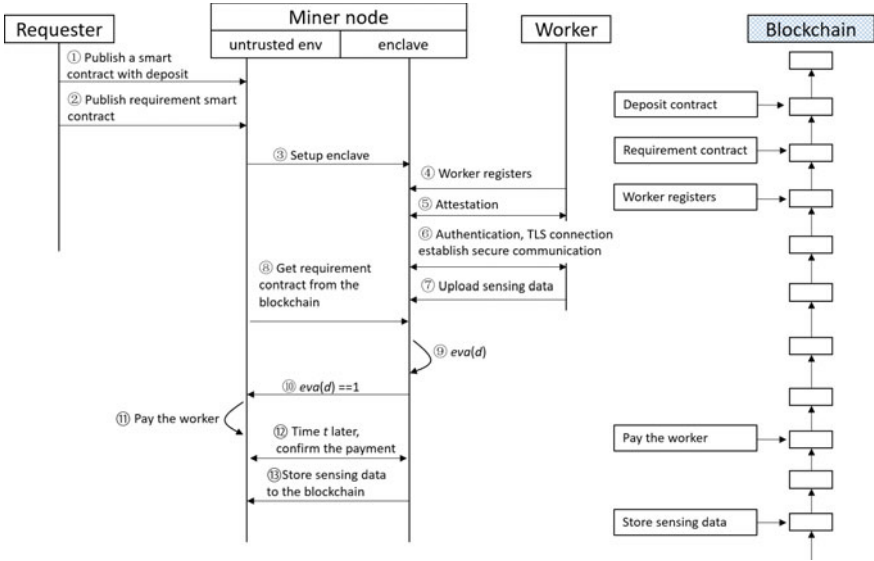 Requester
Miner node
untrusted env
enclave
Worker
Blockchain
① Publish a smart
contract with deposit
② Publish requirement smart
contract
③ Setup enclave
④ Worker registers
⑤ Attestation
⑥ Authentication, TLS connection
establish secure communication
⑧ Get requirement
contract from the
blockchain
⑦ Upload sensing data
⑨ eva(d)
⑩ eva(d) ==1
⑪ Pay the worker
⑫ Time t later,
confirm the payment
⑬Store sensing data
to the blockchain
Deposit contract
Requirement contract
Worker registers
Pay the worker
Store sensing data